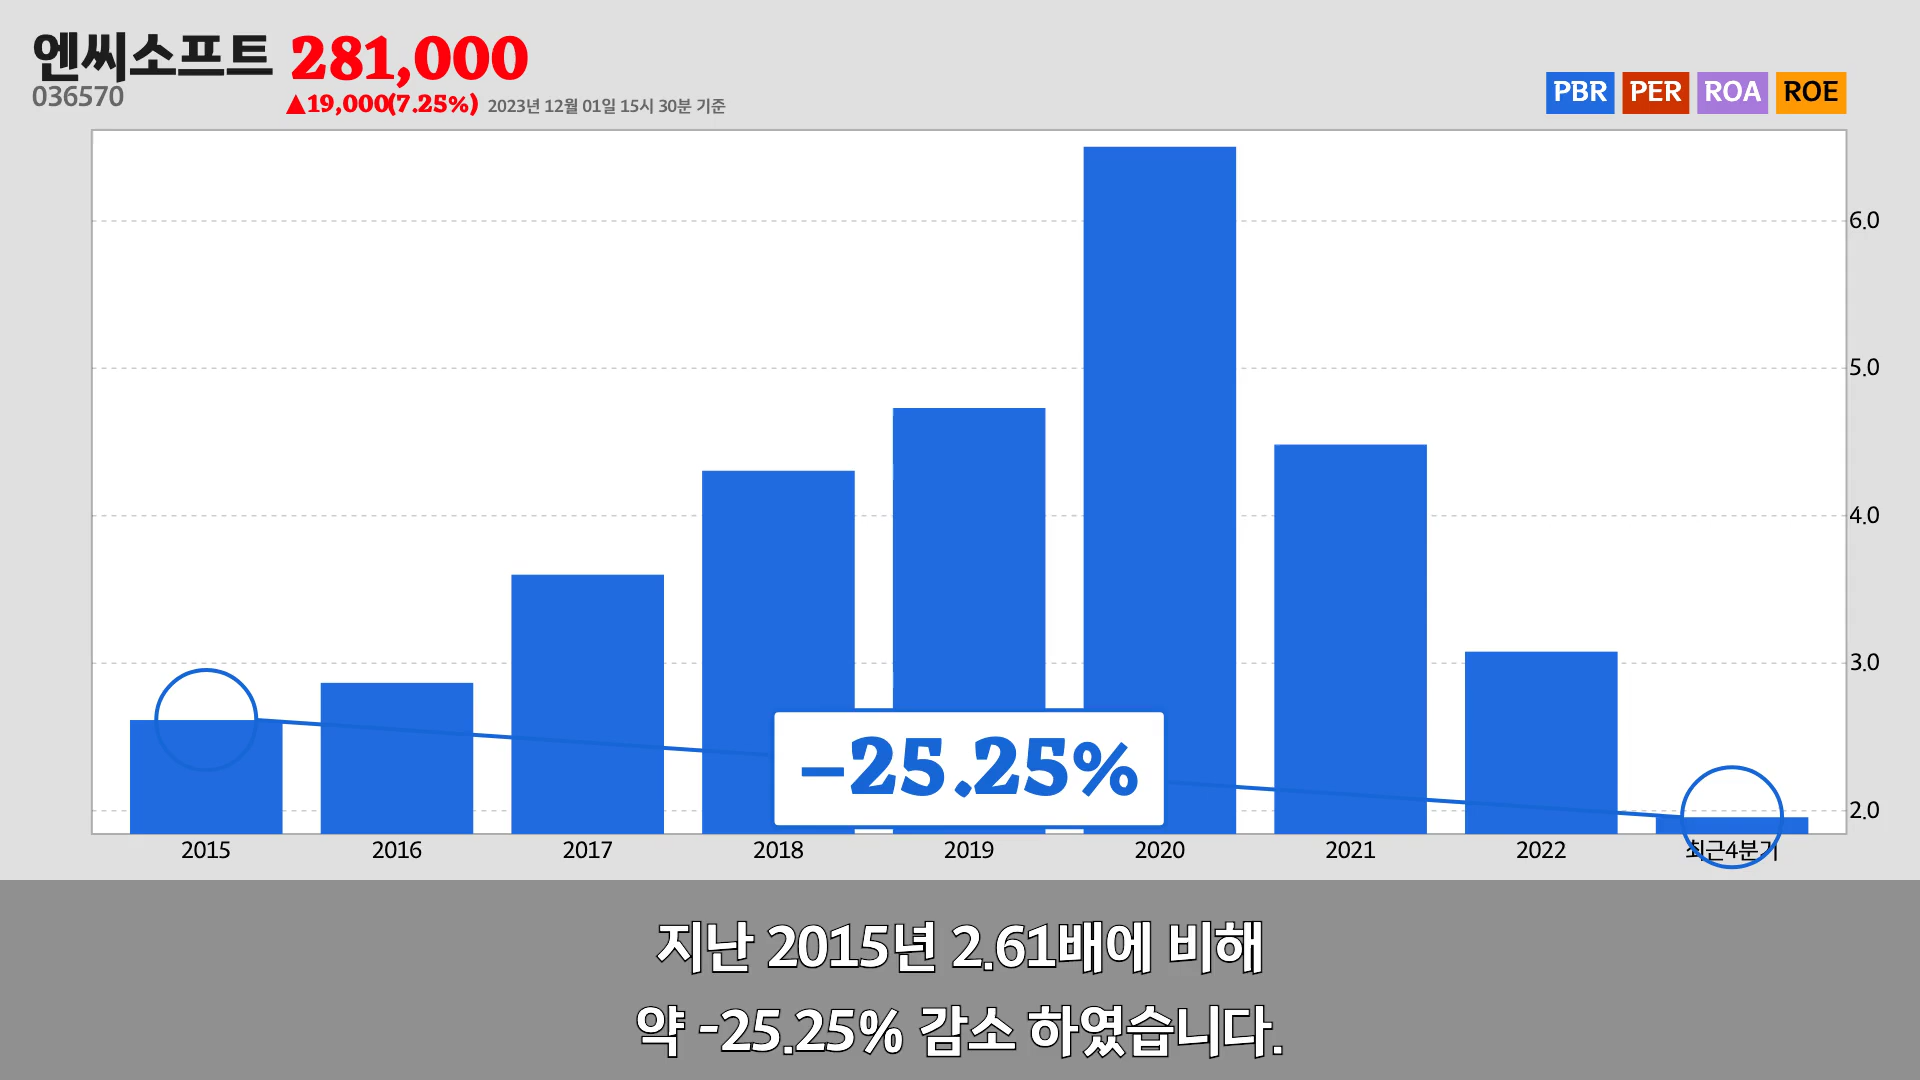 엔씨소프트 281,000
036570
▲19,000(7.25%) 2023년 12월 01일 15시 30분 기준
PBR PER ROA ROE
6.0
5.0
4.0
3.0
2.0
-25.25%
2015 2016 2017 2018 2019 2020 2021 2022 최근4분기
지난 2015년 2.61배에 비해
약 -25.25% 감소 하였습니다.